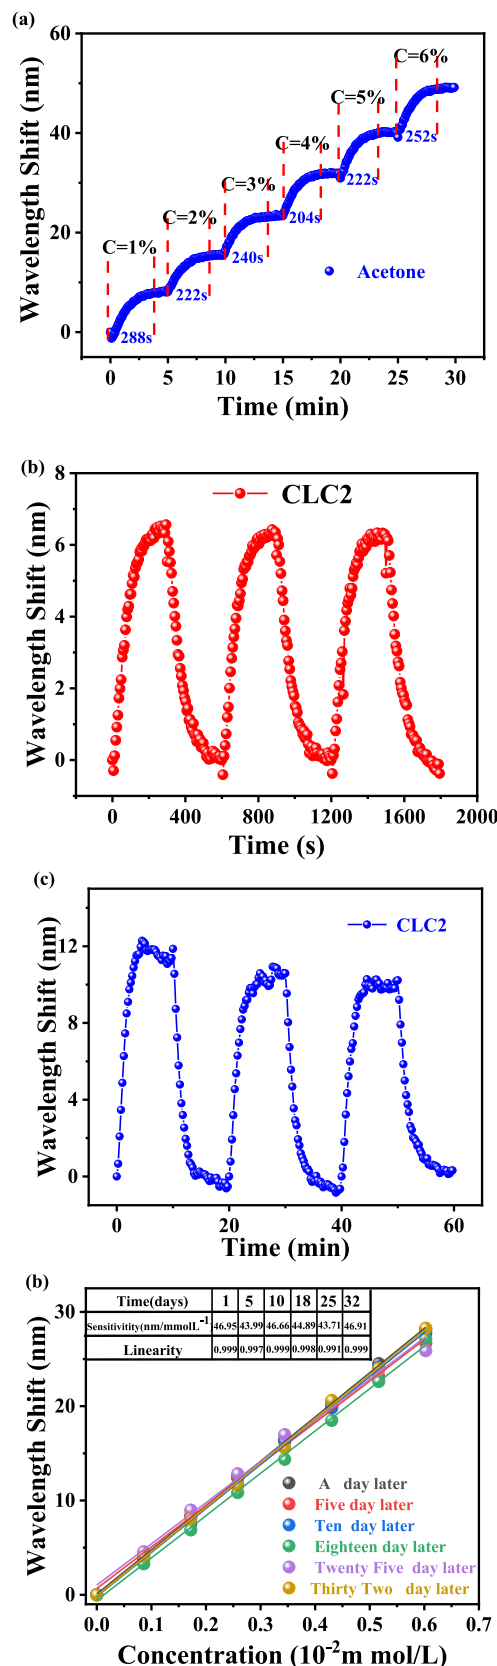 (a)
60
40
20
0
Wavelength Shift (nm)
C=1%
C=2%
C=3%
C=4%
C=5%
C=6%
288s
222s
240s
204s
222s
252s
Acetone
0 5 10 15 20 25 30
Time (min)
(b)
8
6
4
2
0
Wavelength Shift (nm)
CLC2
0 400 800 1200 1600 2000
Time (s)
(c)
12
8
4
0
Wavelength Shift (nm)
CLC2
0 20 40 60
Time (min)
(b)
30
20
10
0
Wavelength Shift (nm)
Time(days) 1 5 10 18 25 32
Sensitivitity(nm/mmolL⁻¹) 46.95 43.99 46.66 44.89 43.71 46.91
Linearity 0.999 0.997 0.999 0.998 0.991 0.999
A day later
Five day later
Ten day later
Eighteen day later
Twenty Five day later
Thirty Two day later
0.0 0.1 0.2 0.3 0.4 0.5 0.6 0.7
Concentration (10⁻²m mol/L)